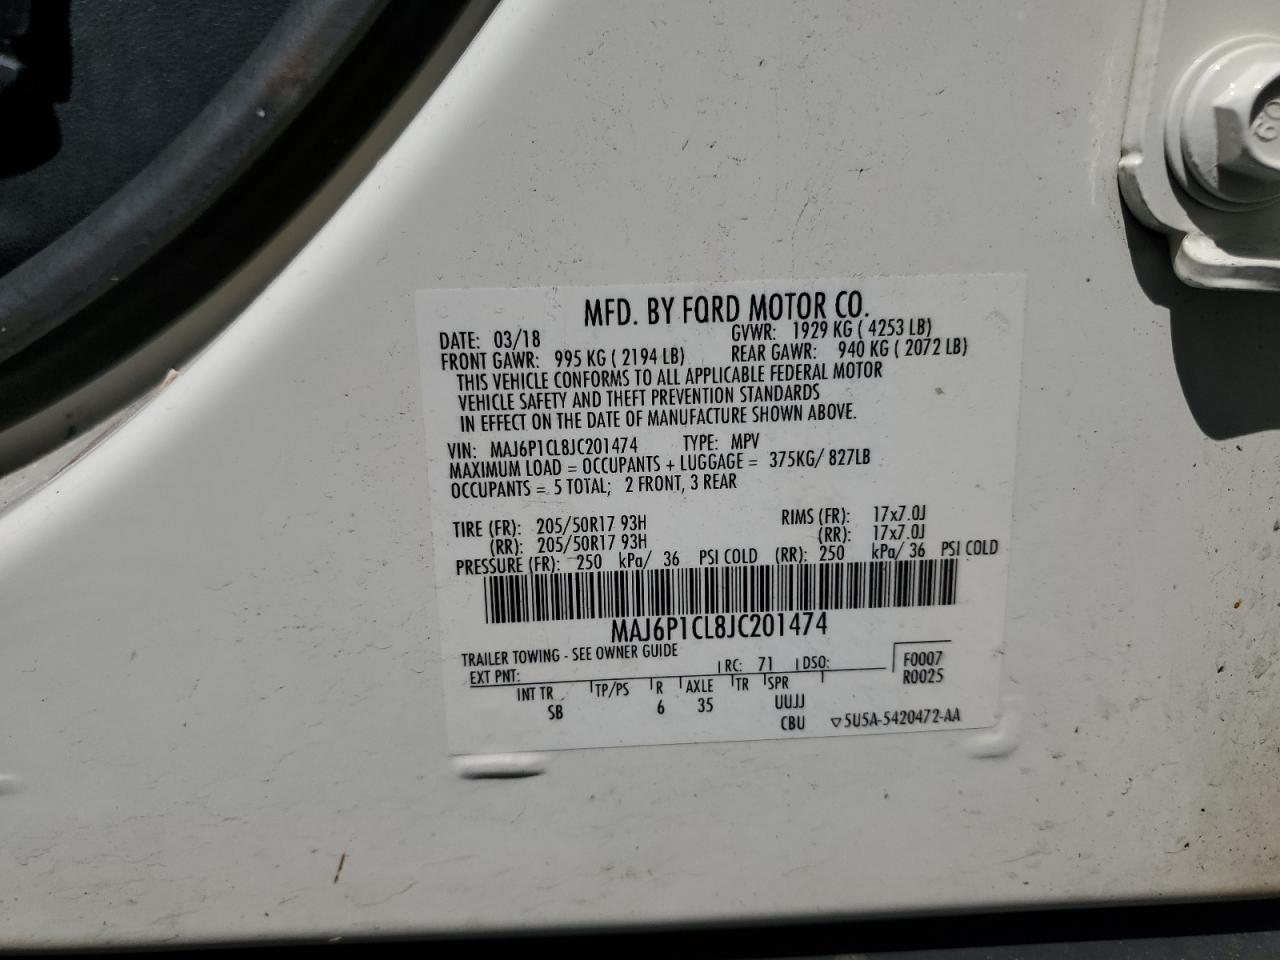 MFD. BY FORD MOTOR CO.
DATE: 03/18 GVWR: 1929 KG ( 4253 LB)
FRONT GAWR: 995 KG ( 2194 LB) REAR GAWR: 940 KG ( 2072 LB)
THIS VEHICLE CONFORMS TO ALL APPLICABLE FEDERAL MOTOR
VEHICLE SAFETY AND THEFT PREVENTION STANDARDS
IN EFFECT ON THE DATE OF MANUFACTURE SHOWN ABOVE.
VIN: MAJ6P1CL8JC201474 TYPE: MPV
MAXIMUM LOAD = OCCUPANTS + LUGGAGE = 375KG/ 827LB
OCCUPANTS = 5 TOTAL; 2 FRONT, 3 REAR
TIRE (FR): 205/50R17 93H RIMS (FR): 17x7.0J
(RR): 205/50R17 93H (RR): 17x7.0J
PRESSURE (FR): 250 kPa/ 36 PSI COLD (RR): 250 kPa/ 36 PSI COLD
MAJ6P1CL8JC201474
TRAILER TOWING - SEE OWNER GUIDE
EXT PNT: RC: 71 DSO: F0007
R0025
INT TR TP/PS R AXLE TR SPR
SB 6 35 UUJJ
CBU ▽5U5A-5420472-AA